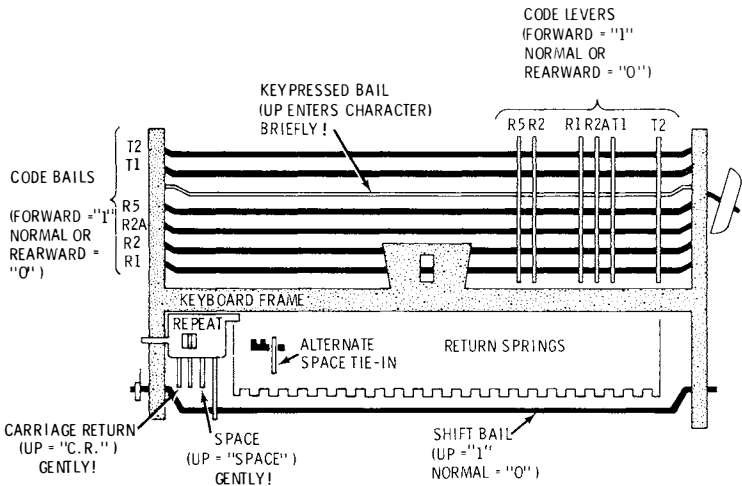 CODE LEVERS
(FORWARD = "1"
NORMAL OR
REARWARD = "0")
KEYPRESSED BAIL
(UP ENTERS CHARACTER)
BRIEFLY!
R5 R2 R1 R2A T1 T2
T2
T1
CODE BAILS
(FORWARD = "1"
NORMAL OR
REARWARD =
"0")
R5
R2A
R2
R1
KEYBOARD FRAME
REPEAT
ALTERNATE
SPACE TIE-IN
RETURN SPRINGS
CARRIAGE RETURN
(UP = "C.R.")
GENTLY!
SPACE
(UP = "SPACE")
GENTLY!
SHIFT BAIL
(UP = "1"
NORMAL = "0")